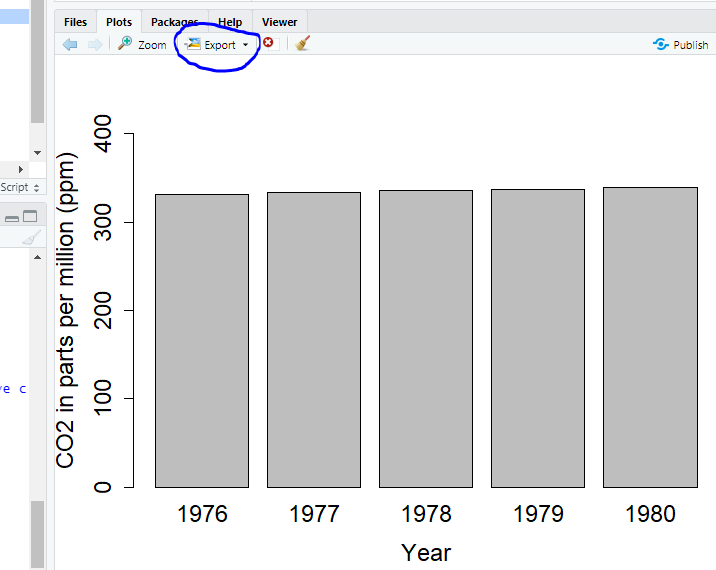 Files Plots Packages Help Viewer
Zoom Export Publish
Script
400
300
200
100
0
CO2 in parts per million (ppm)
1976 1977 1978 1979 1980
Year